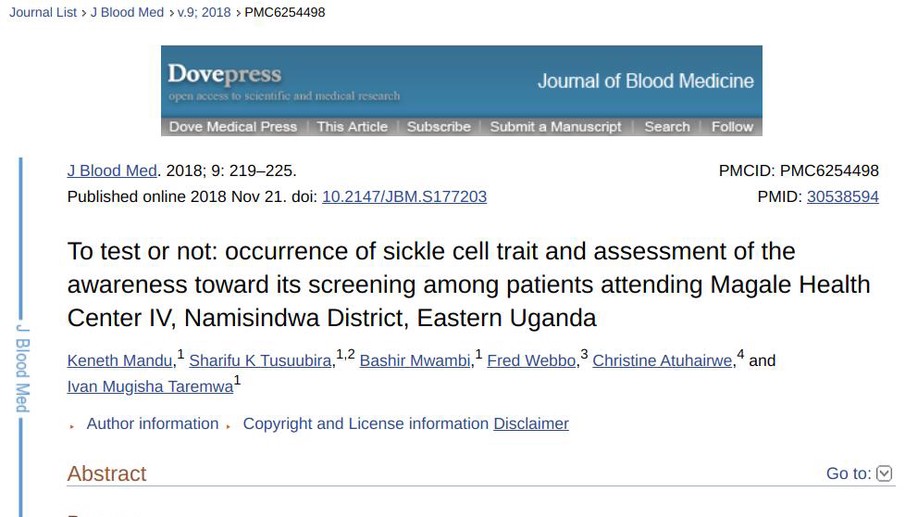 Journal List › J Blood Med › v.9; 2018 › PMC6254498
Dovepress
open access to scientific and medical research
Journal of Blood Medicine
Dove Medical Press | This Article | Subscribe | Submit a Manuscript | Search | Follow
J Blood Med. 2018; 9: 219–225.
PMCID: PMC6254498
Published online 2018 Nov 21. doi: 10.2147/JBM.S177203
PMID: 30538594
To test or not: occurrence of sickle cell trait and assessment of the
awareness toward its screening among patients attending Magale Health
Center IV, Namisindwa District, Eastern Uganda
Keneth Mandu,1 Sharifu K Tusuubira,1,2 Bashir Mwambi,1 Fred Webbo,3 Christine Atuhairwe,4 and
Ivan Mugisha Taremwa1
Author information Copyright and License information Disclaimer
Abstract
Go to:
J Blood Med